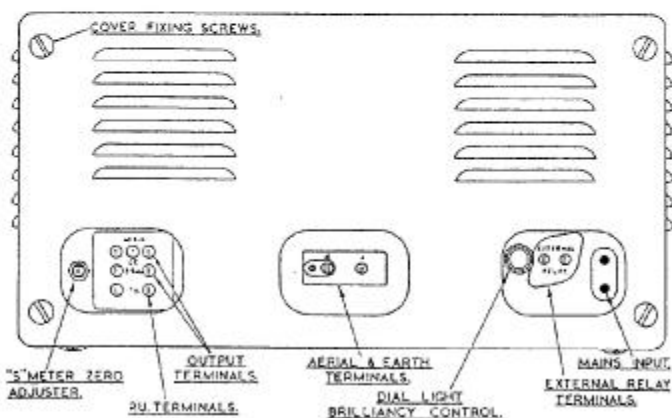 COVER FIXING SCREWS.
EXTERNAL
RELAY
"S" METER ZERO
ADJUSTER.
OUTPUT
TERMINALS.
P.U. TERMINALS.
AERIAL & EARTH
TERMINALS.
DIAL LIGHT
BRILLIANCY CONTROL.
MAINS INPUT.
EXTERNAL RELAY
TERMINALS.